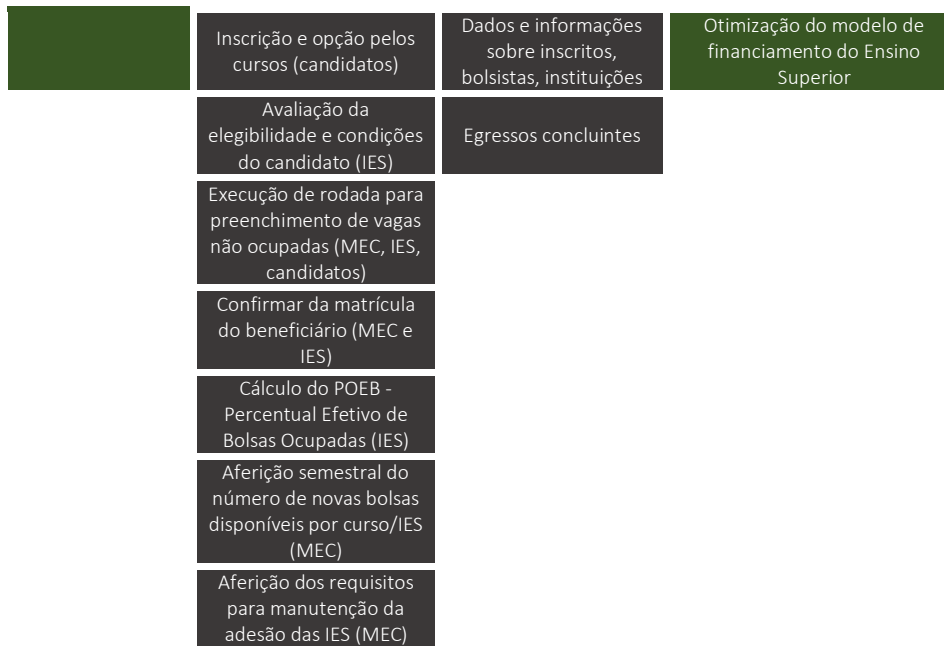 Inscrição e opção pelos
cursos (candidatos)
Dados e informações
sobre inscritos,
bolsistas, instituições
Otimização do modelo de
financiamento do Ensino
Superior
Avaliação da
elegibilidade e condições
do candidato (IES)
Egressos concluintes
Execução de rodada para
preenchimento de vagas
não ocupadas (MEC, IES,
candidatos)
Confirmar da matrícula
do beneficiário (MEC e
IES)
Cálculo do POEB -
Percentual Efetivo de
Bolsas Ocupadas (IES)
Aferição semestral do
número de novas bolsas
disponíveis por curso/IES
(MEC)
Aferição dos requisitos
para manutenção da
adesão das IES (MEC)